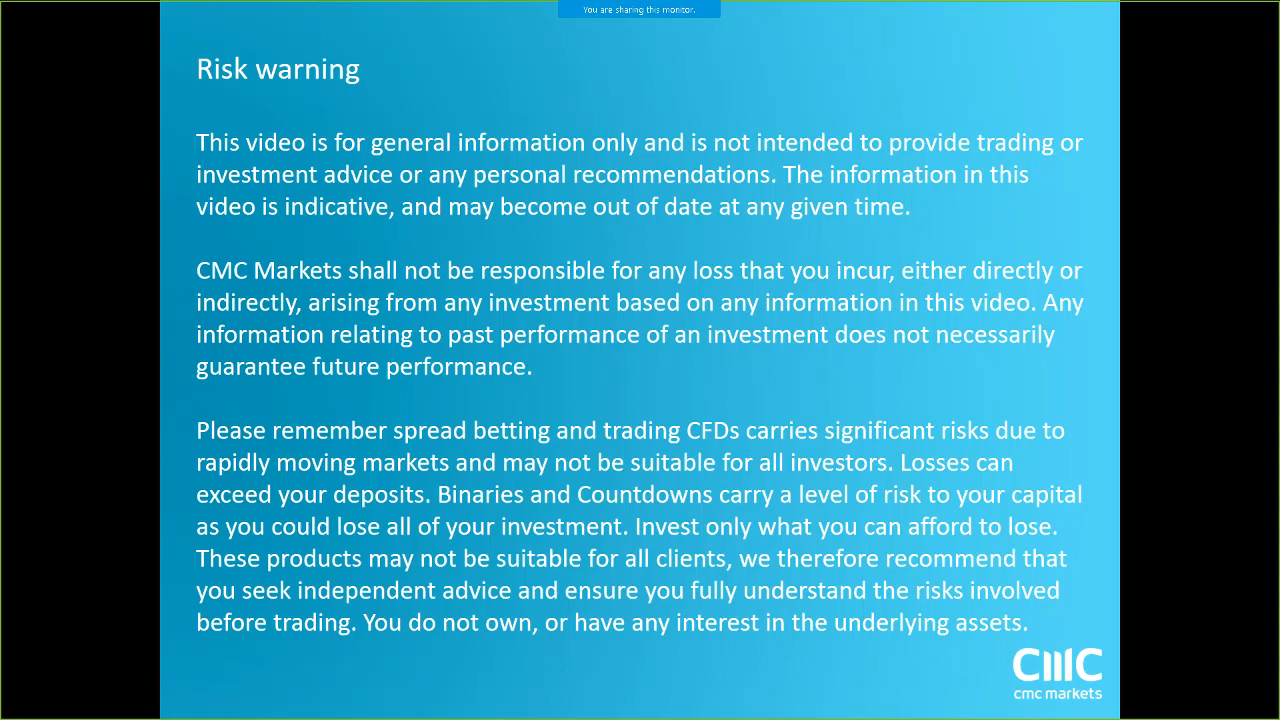 You are sharing this monitor.
Risk warning
This video is for general information only and is not intended to provide trading or
investment advice or any personal recommendations. The information in this
video is indicative, and may become out of date at any given time.
CMC Markets shall not be responsible for any loss that you incur, either directly or
indirectly, arising from any investment based on any information in this video. Any
information relating to past performance of an investment does not necessarily
guarantee future performance.
Please remember spread betting and trading CFDs carries significant risks due to
rapidly moving markets and may not be suitable for all investors. Losses can
exceed your deposits. Binaries and Countdowns carry a level of risk to your capital
as you could lose all of your investment. Invest only what you can afford to lose.
These products may not be suitable for all clients, we therefore recommend that
you seek independent advice and ensure you fully understand the risks involved
before trading. You do not own, or have any interest in the underlying assets.
CMC
cmc markets